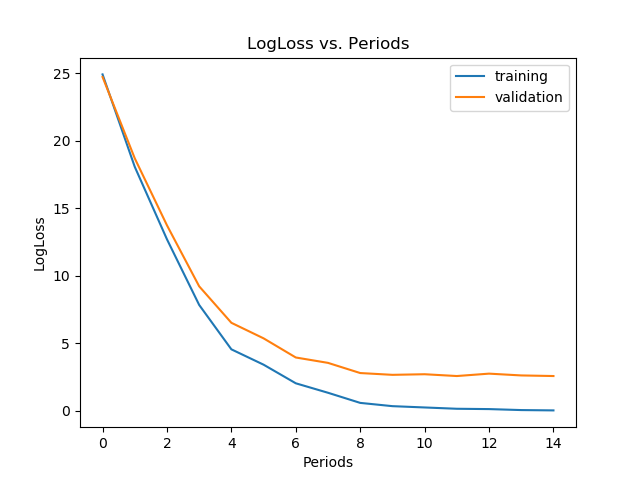 LogLoss vs. Periods
training
validation
25
20
15
10
5
0
LogLoss
0 2 4 6 8 10 12 14
Periods